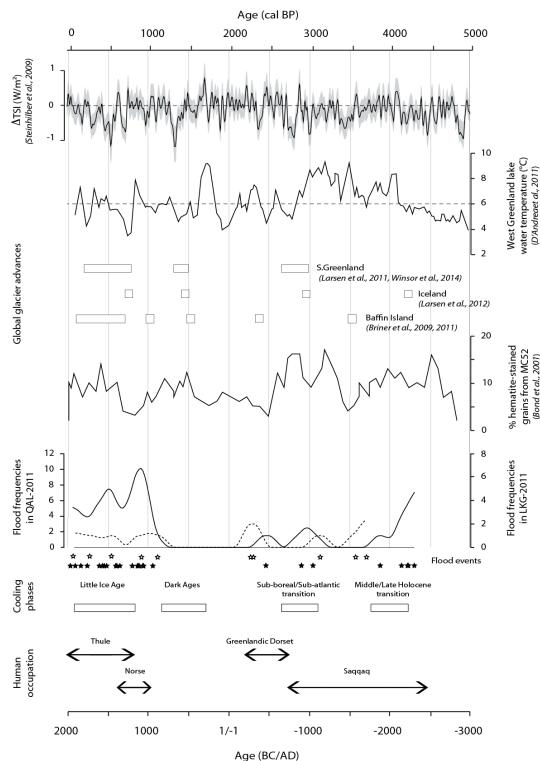 Age (cal BP)
0 1000 2000 3000 4000 5000
ΔTSI (W/m²)
(Steinhilber et al., 2009)
1
0
-1
10
8
6
4
2
West Greenland lake
water temperature (°C)
(D'Andrea et al., 2011)
Global glacier advances
S.Greenland
(Larsen et al., 2011, Winsor et al., 2014)
Iceland
(Larsen et al., 2012)
Baffin Island
(Briner et al., 2009, 2011)
20
10
0
% hematite-stained
grains from MC52
(Bond et al., 2001)
Flood frequencies
in QAL-2011
12
10
8
6
4
2
0
8
6
4
2
0
Flood frequencies
in LKG-2011
Flood events
Cooling
phases
Little Ice Age
Dark Ages
Sub-boreal/Sub-atlantic
transition
Middle/Late Holocene
transition
Human
occupation
Thule
Greenlandic Dorset
Norse
Saqqaq
2000 1000 1/-1 -1000 -2000 -3000
Age (BC/AD)